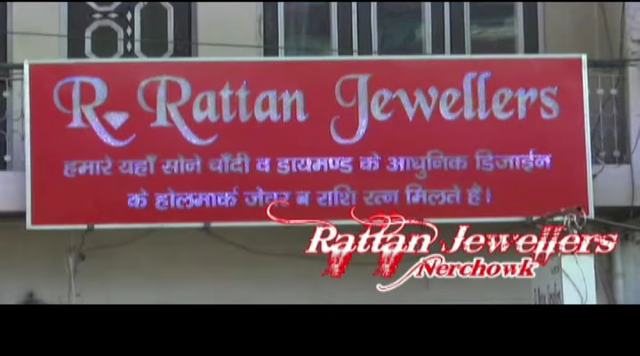 R. Rattan Jewellers
हमारे यहाँ सोने चाँदी व डायमण्ड के आधुनिक डिजाईन
के होलमार्क जेवर व राशि रत्न मिलते है।
Rattan Jewellers
Nerchowk